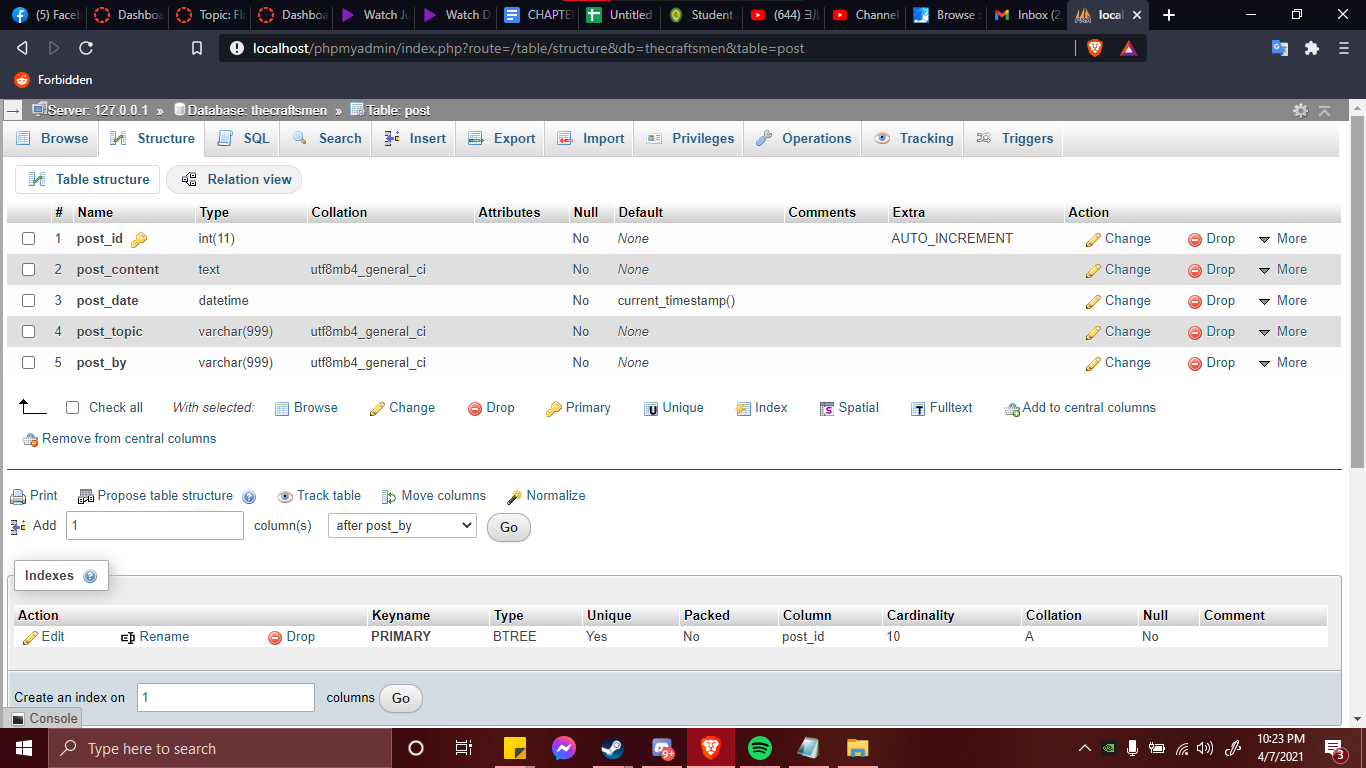 (5) Faceb Dashboa Topic: Fir Dashboa Watch Ju Watch D CHAPTE Untitled Student (644) Channel Browse Inbox (2, local
localhost/phpmyadmin/index.php?route=/table/structure&db=thecraftsmen&table=post
Forbidden
Server: 127.0.0.1 » Database: thecraftsmen » Table: post
Browse Structure SQL Search Insert Export Import Privileges Operations Tracking Triggers
Table structure Relation view
# Name Type Collation Attributes Null Default Comments Extra Action
1 post_id int(11) No None AUTO_INCREMENT Change Drop More
2 post_content text utf8mb4_general_ci No None Change Drop More
3 post_date datetime No current_timestamp() Change Drop More
4 post_topic varchar(999) utf8mb4_general_ci No None Change Drop More
5 post_by varchar(999) utf8mb4_general_ci No None Change Drop More
Check all With selected: Browse Change Drop Primary Unique Index Spatial Fulltext Add to central columns
Remove from central columns
Print Propose table structure Track table Move columns Normalize
Add 1 column(s) after post_by Go
Indexes
Action Keyname Type Unique Packed Column Cardinality Collation Null Comment
Edit Rename Drop PRIMARY BTREE Yes No post_id 10 A No
Create an index on 1 columns Go
Console
Type here to search
9+
10:23 PM
4/7/2021
3